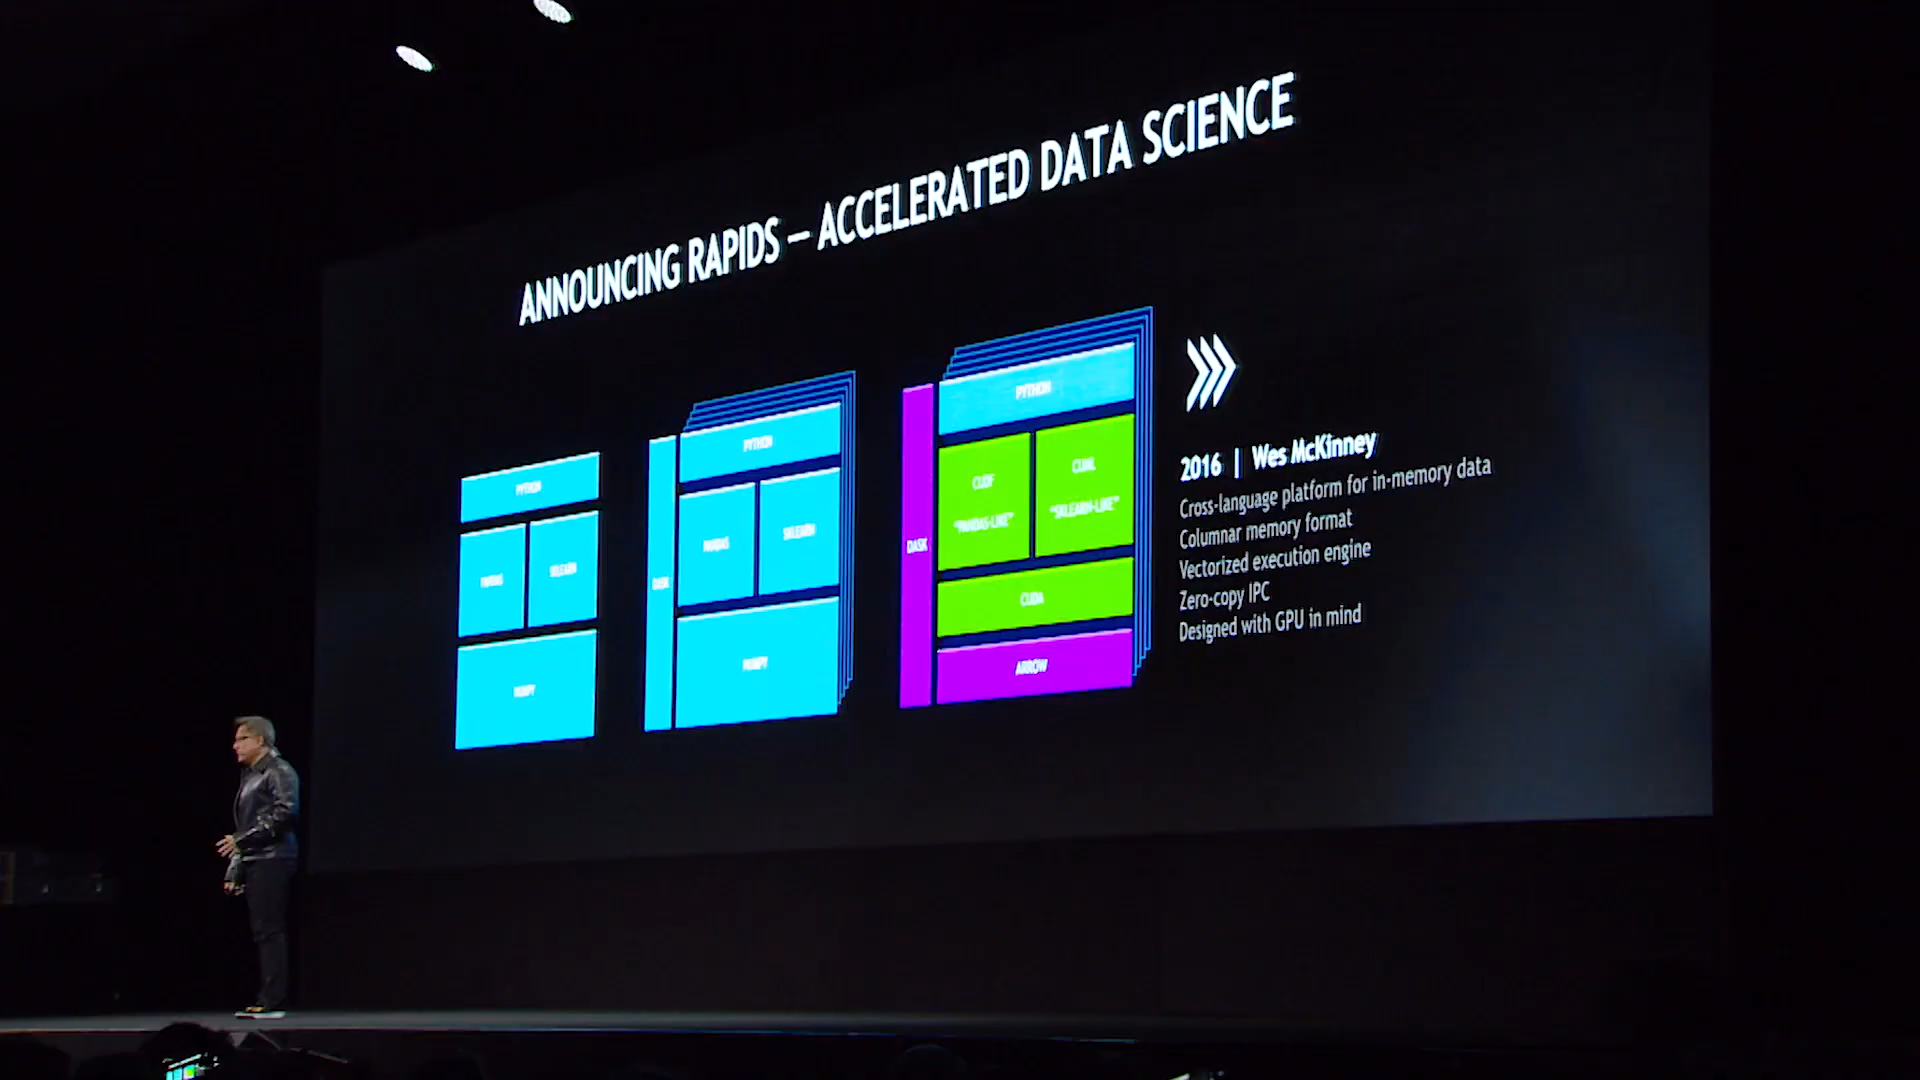 ANNOUNCING RAPIDS – ACCELERATED DATA SCIENCE
PYTHON
PANDAS
SKLEARN
NUMPY
DASK
PYTHON
PANDAS
SKLEARN
NUMPY
DASK
PYTHON
CUDF
"PANDAS-LIKE"
CUML
"SKLEARN-LIKE"
CUDA
ARROW
2016 | Wes McKinney
Cross-language platform for in-memory data
Columnar memory format
Vectorized execution engine
Zero-copy IPC
Designed with GPU in mind